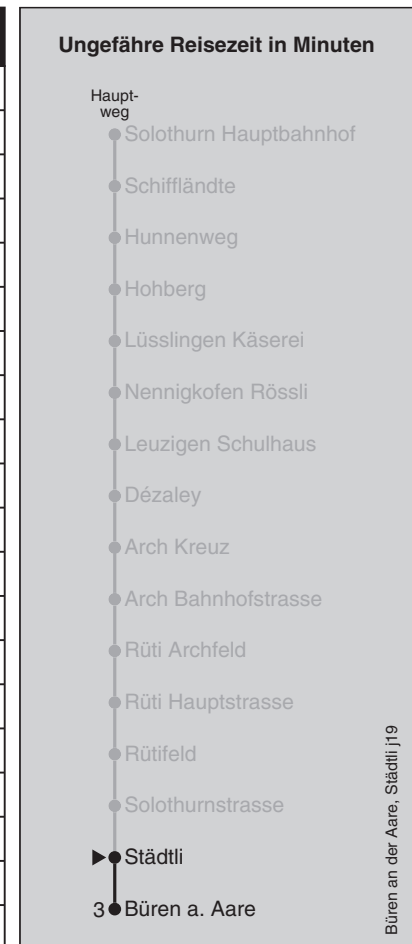 Ungefähre Reisezeit in Minuten
Haupt-
weg
Solothurn Hauptbahnhof
Schiffländte
Hunnenweg
Hohberg
Lüsslingen Käserei
Nennigkofen Rössli
Leuzigen Schulhaus
Dézaley
Arch Kreuz
Arch Bahnhofstrasse
Rüti Archfeld
Rüti Hauptstrasse
Rütifeld
Solothurnstrasse
Städtli
3 Büren a. Aare
Büren an der Aare, Städtli j19